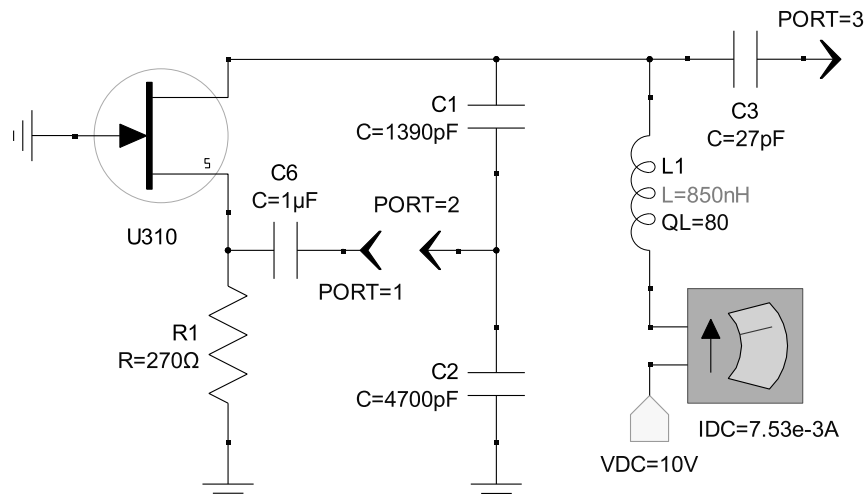 PORT=3
C1
C=1390pF
C3
C=27pF
S
C6
C=1µF
L1
L=850nH
QL=80
PORT=2
U310
PORT=1
R1
R=270Ω
C2
C=4700pF
IDC=7.53e-3A
VDC=10V